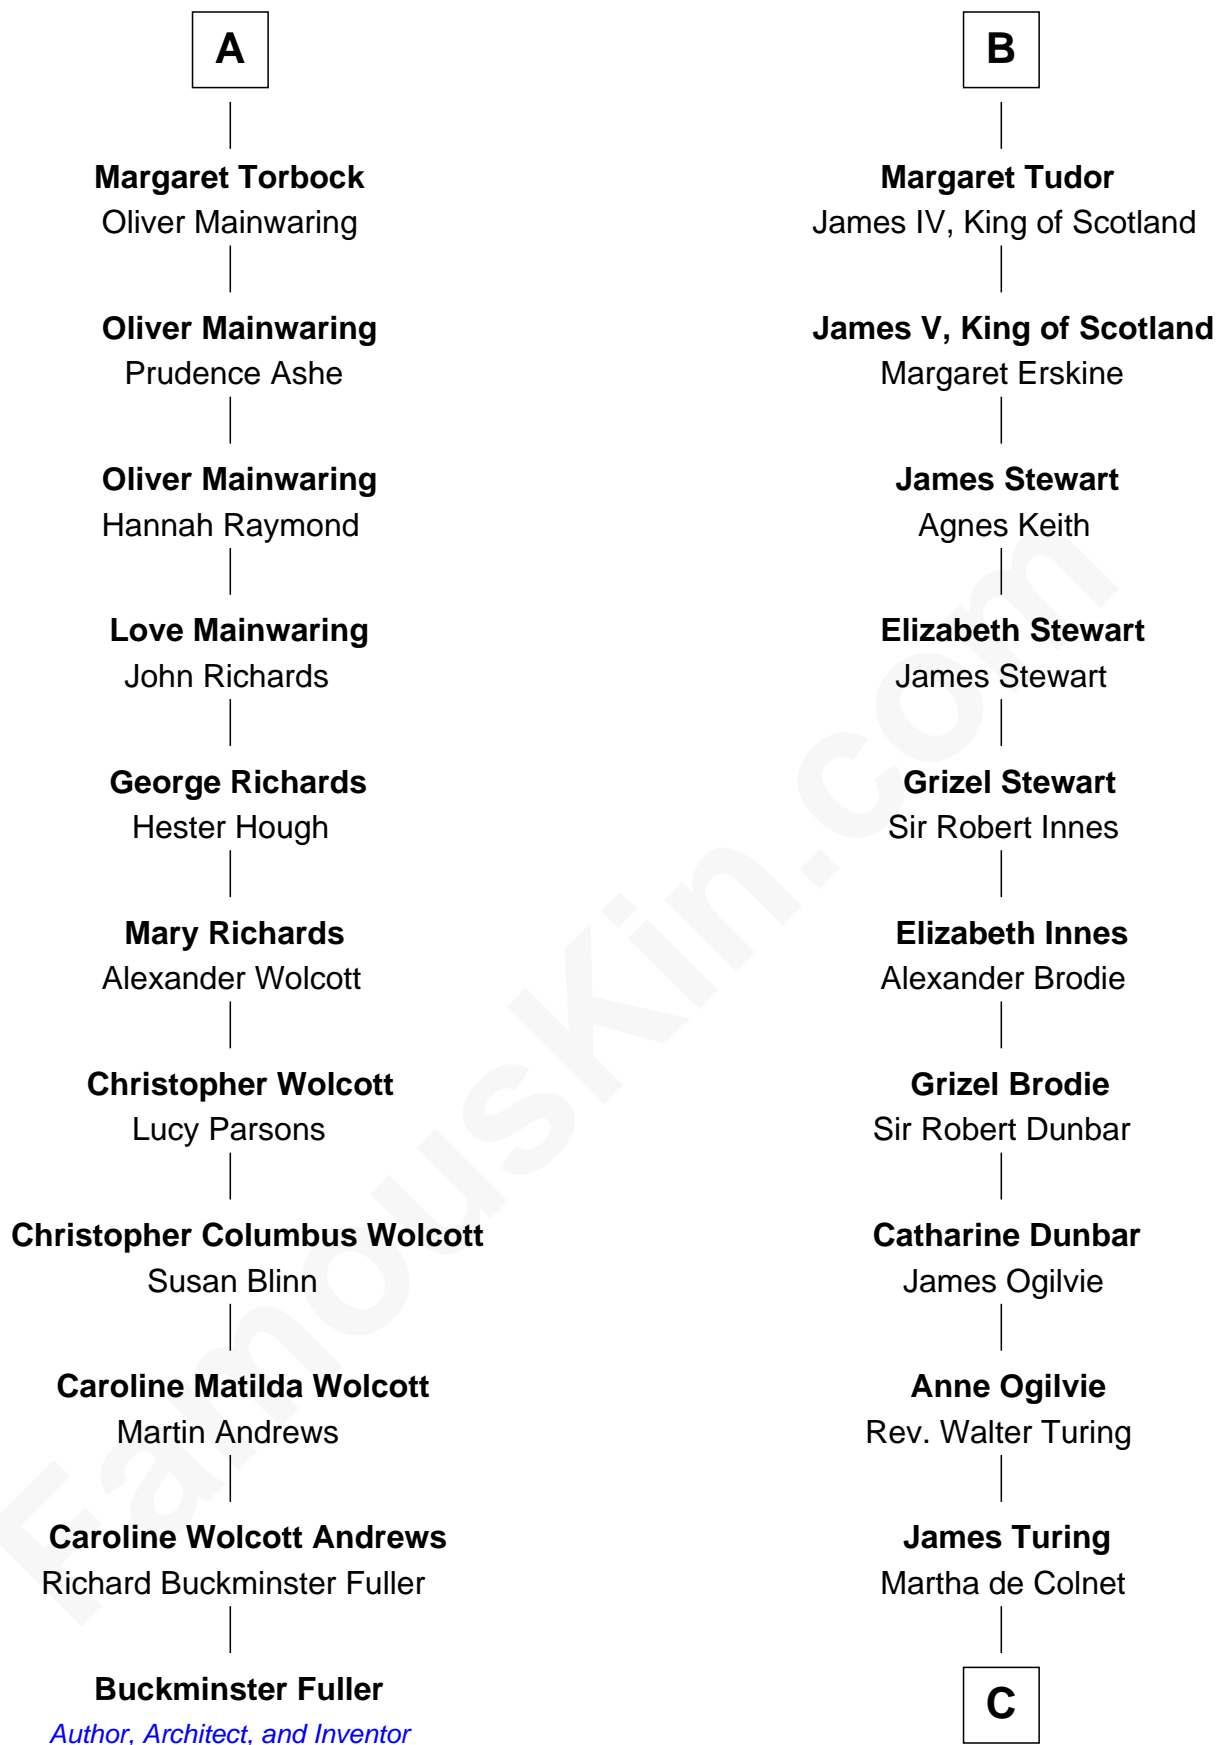 A
Margaret Torbock
Oliver Mainwaring
Oliver Mainwaring
Prudence Ashe
Oliver Mainwaring
Hannah Raymond
Love Mainwaring
John Richards
George Richards
Hester Hough
Mary Richards
Alexander Wolcott
Christopher Wolcott
Lucy Parsons
Christopher Columbus Wolcott
Susan Blinn
Caroline Matilda Wolcott
Martin Andrews
Caroline Wolcott Andrews
Richard Buckminster Fuller
Buckminster Fuller
Author, Architect, and Inventor
B
Margaret Tudor
James IV, King of Scotland
James V, King of Scotland
Margaret Erskine
James Stewart
Agnes Keith
Elizabeth Stewart
James Stewart
Grizel Stewart
Sir Robert Innes
Elizabeth Innes
Alexander Brodie
Grizel Brodie
Sir Robert Dunbar
Catharine Dunbar
James Ogilvie
Anne Ogilvie
Rev. Walter Turing
James Turing
Martha de Colnet
C
FamousKin.com